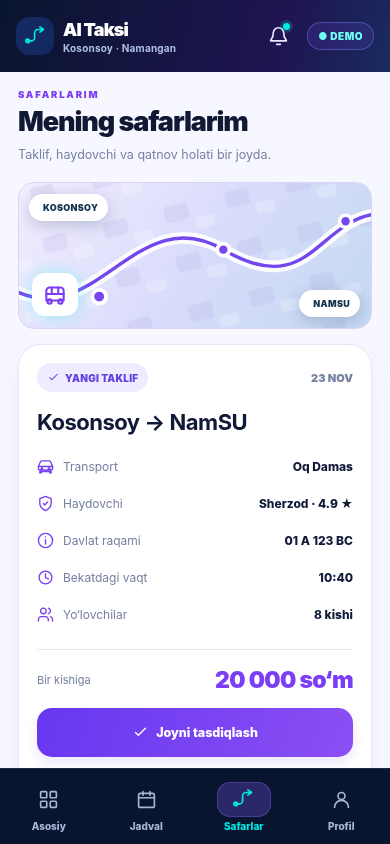 AI Taksi
Kosonsoy · Namangan
DEMO
SAFARLARIM
Mening safarlarim
Taklif, haydovchi va qatnov holati bir joyda.
KOSONSOY
NAMSU
YANGI TAKLIF
23 NOV
Kosonsoy → NamSU
Transport Oq Damas
Haydovchi Sherzod · 4.9 ★
Davlat raqami 01 A 123 BC
Bekatdagi vaqt 10:40
Yo‘lovchilar 8 kishi
Bir kishiga 20 000 so‘m
Joyni tasdiqlash
Asosiy Jadval Safarlar Profil